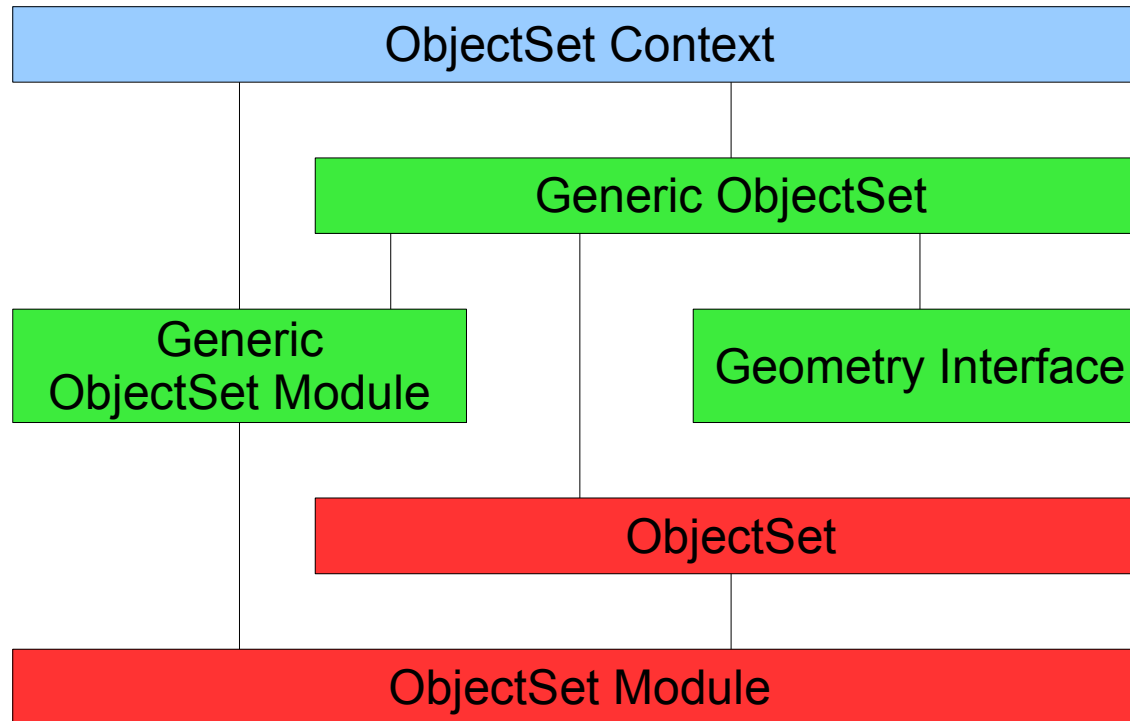 ObjectSet Context
Generic ObjectSet
Generic
ObjectSet Module
Geometry Interface
ObjectSet
ObjectSet Module